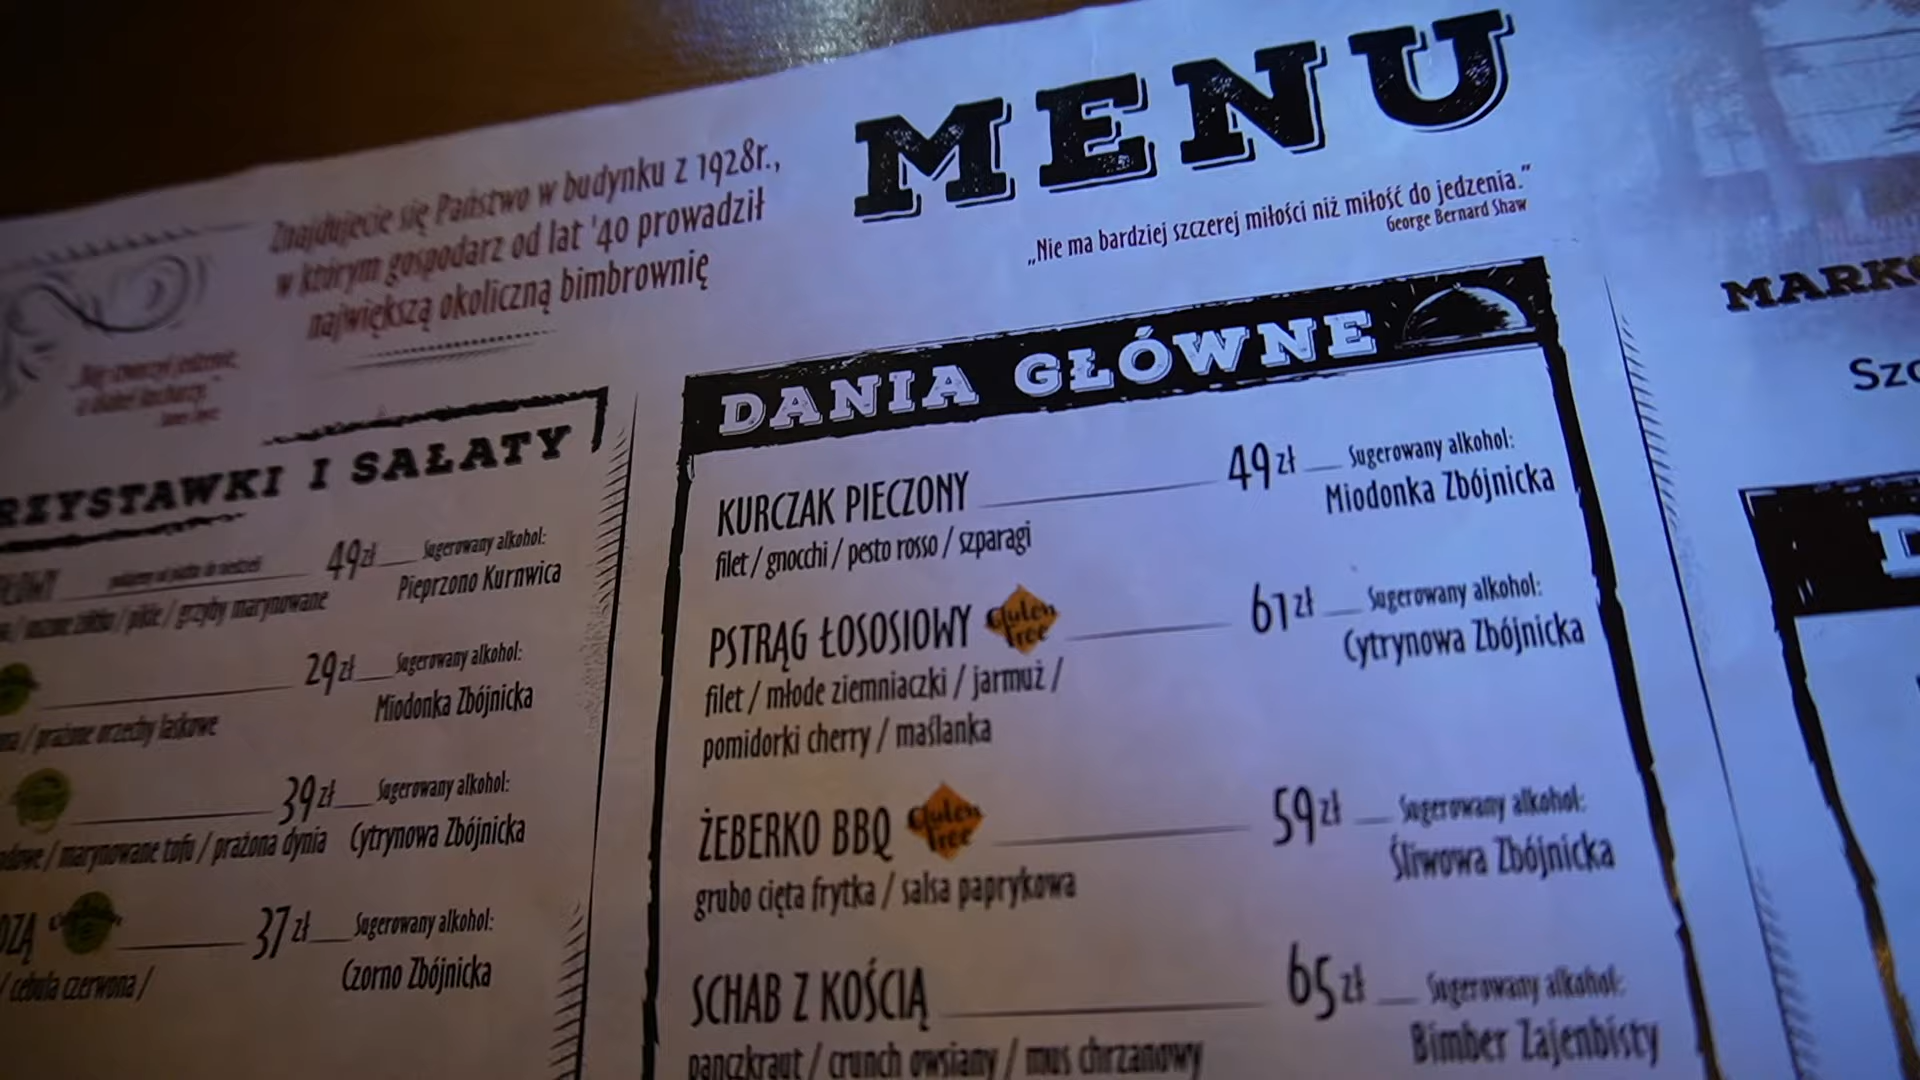 MENU
„Nie ma bardziej szczerej miłości niż miłość do jedzenia.”
George Bernard Shaw
Znajdujecie się Państwo w budynku z 1928r.,
w którym gospodarz od lat '40 prowadził
największą okoliczną bimbrownię
RZYSTAWKI I SAŁATY
49zł Sugerowany alkohol:
Pieprzono Kurnwica
/ pikle / grzyby marynowane
29zł Sugerowany alkohol:
Miodonka Zbójnicka
/ prażone orzechy laskowe
39zł Sugerowany alkohol:
/ marynowane tofu / prażona dynia Cytrynowa Zbójnicka
DZĄ 37zł Sugerowany alkohol:
/ cebula czerwona / Czorno Zbójnicka
DANIA GŁÓWNE
KURCZAK PIECZONY 49zł Sugerowany alkohol:
filet / gnocchi / pesto rosso / szparagi Miodonka Zbójnicka
PSTRĄG ŁOSOSIOWY Gluten Free 61zł Sugerowany alkohol:
filet / młode ziemniaczki / jarmuż / Cytrynowa Zbójnicka
pomidorki cherry / maślanka
ŻEBERKO BBQ Gluten Free 59zł Sugerowany alkohol:
grubo cięta frytka / salsa paprykowa Śliwowa Zbójnicka
SCHAB Z KOŚCIĄ 65zł Sugerowany alkohol:
panczkraut / crunch owsiany / mus chrzanowy Bimber Zajenbisty
MARK
Szc
D